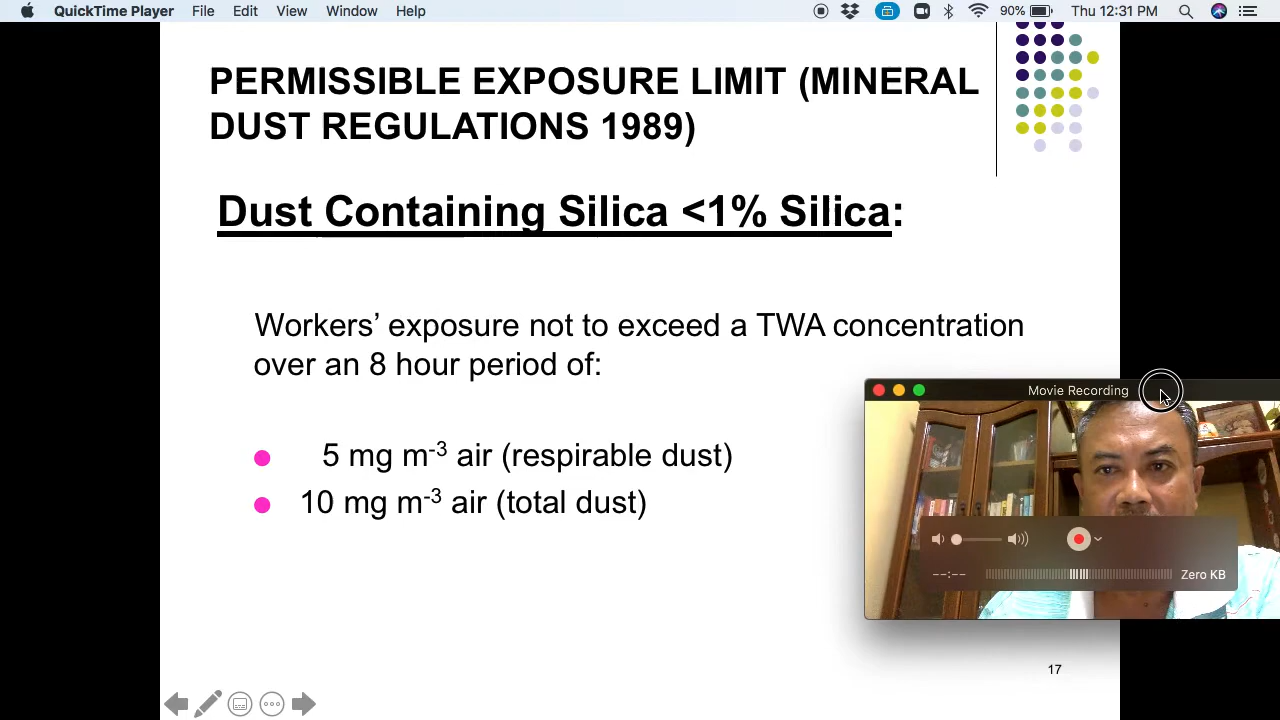 QuickTime Player File Edit View Window Help 90% Thu 12:31 PM
PERMISSIBLE EXPOSURE LIMIT (MINERAL
DUST REGULATIONS 1989)
Dust Containing Silica <1% Silica:
Workers’ exposure not to exceed a TWA concentration
over an 8 hour period of:
5 mg m-3 air (respirable dust)
10 mg m-3 air (total dust)
Movie Recording
--:-- Zero KB
17